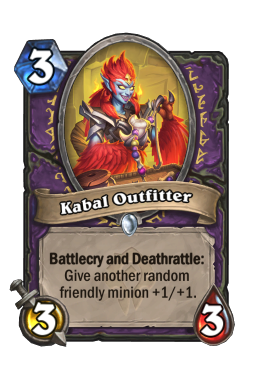 3
Kabal Outfitter
Battlecry and Deathrattle:
Give another random
friendly minion +1/+1.
3 3